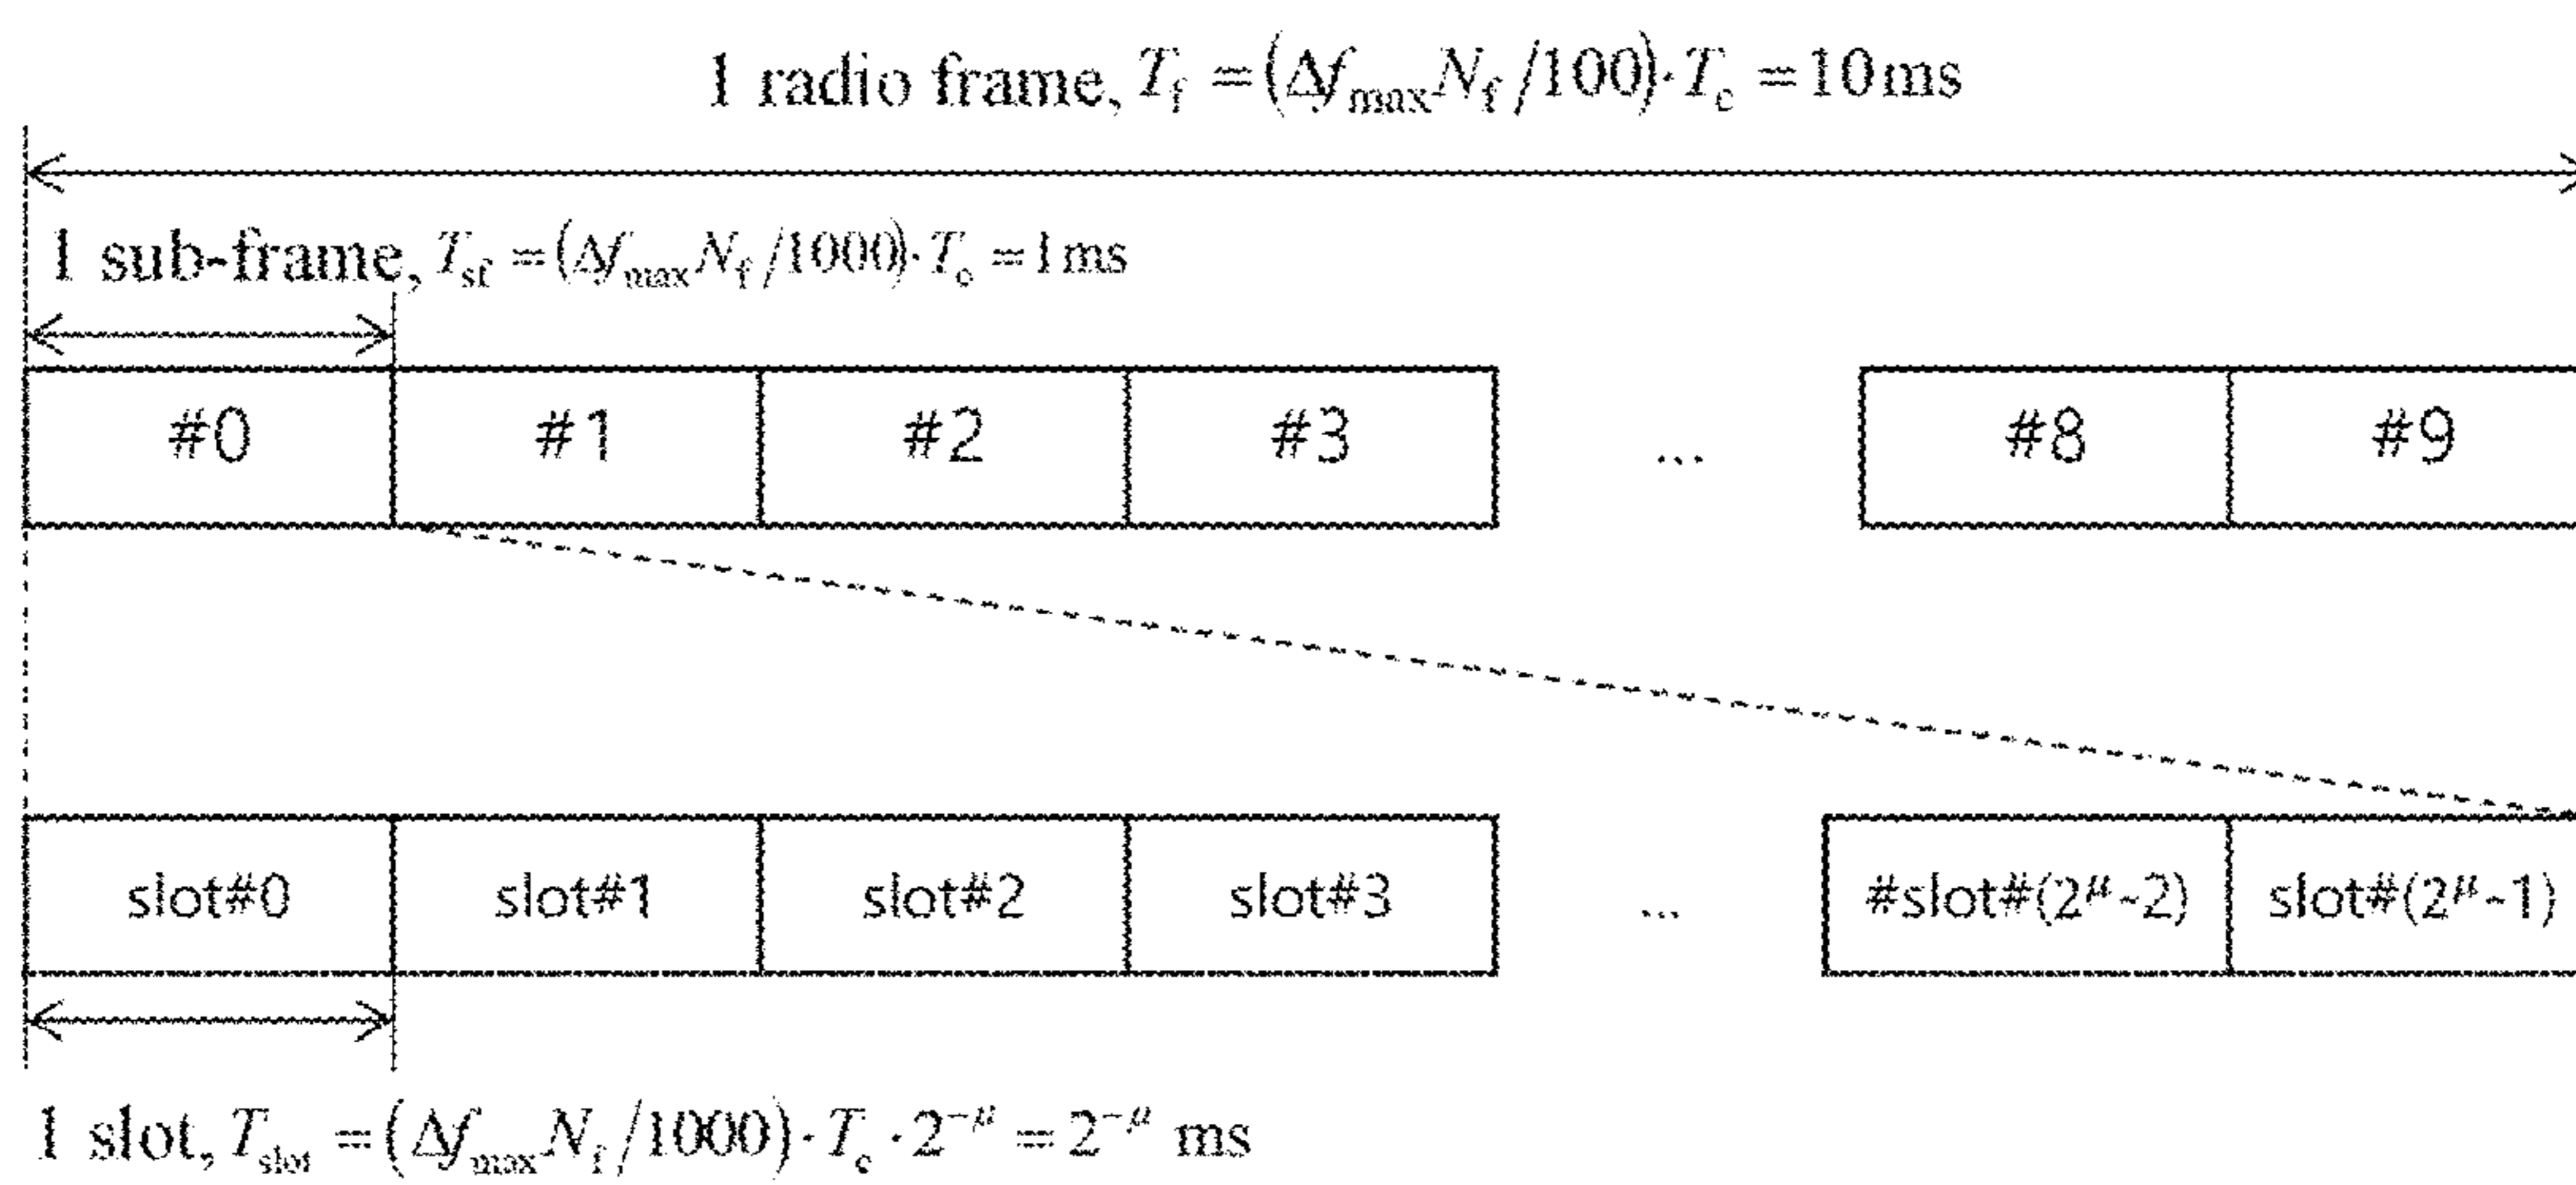 1 radio frame, T_f = (Δf_max N_f / 100) · T_c = 10 ms
1 sub-frame, T_sf = (Δf_max N_f / 1000) · T_c = 1 ms
#0 #1 #2 #3 ... #8 #9
slot#0 slot#1 slot#2 slot#3 ... #slot#(2^μ-2) slot#(2^μ-1)
1 slot, T_slot = (Δf_max N_f / 1000) · T_c · 2^-μ = 2^-μ ms